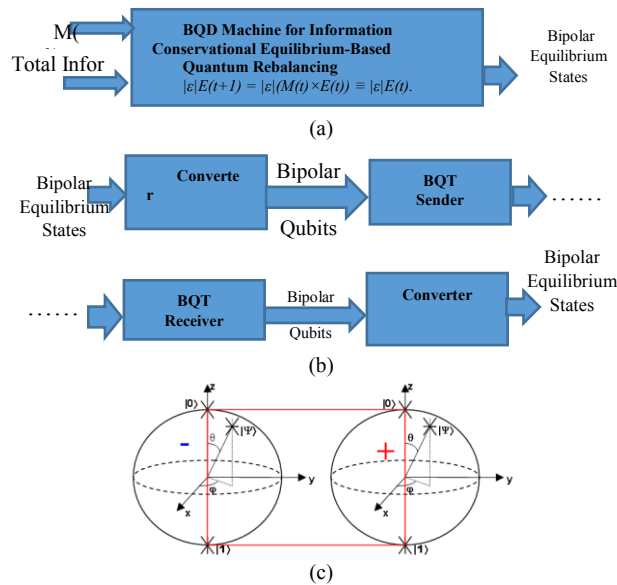 M(
Total Infor
BQD Machine for Information
Conservational Equilibrium-Based
Quantum Rebalancing
|ε|E(t+1) = |ε|(M(t)×E(t)) ≡ |ε|E(t).
Bipolar
Equilibrium
States
(a)
Bipolar
Equilibrium
States
Converte
r
Bipolar
Qubits
BQT
Sender
......
......
BQT
Receiver
Bipolar
Qubits
Converter
Bipolar
Equilibrium
States
(b)
z
|0⟩
|Ψ⟩
θ
-
φ
y
x
|1⟩
z
|0⟩
|Ψ⟩
θ
+
φ
y
x
|1⟩
(c)